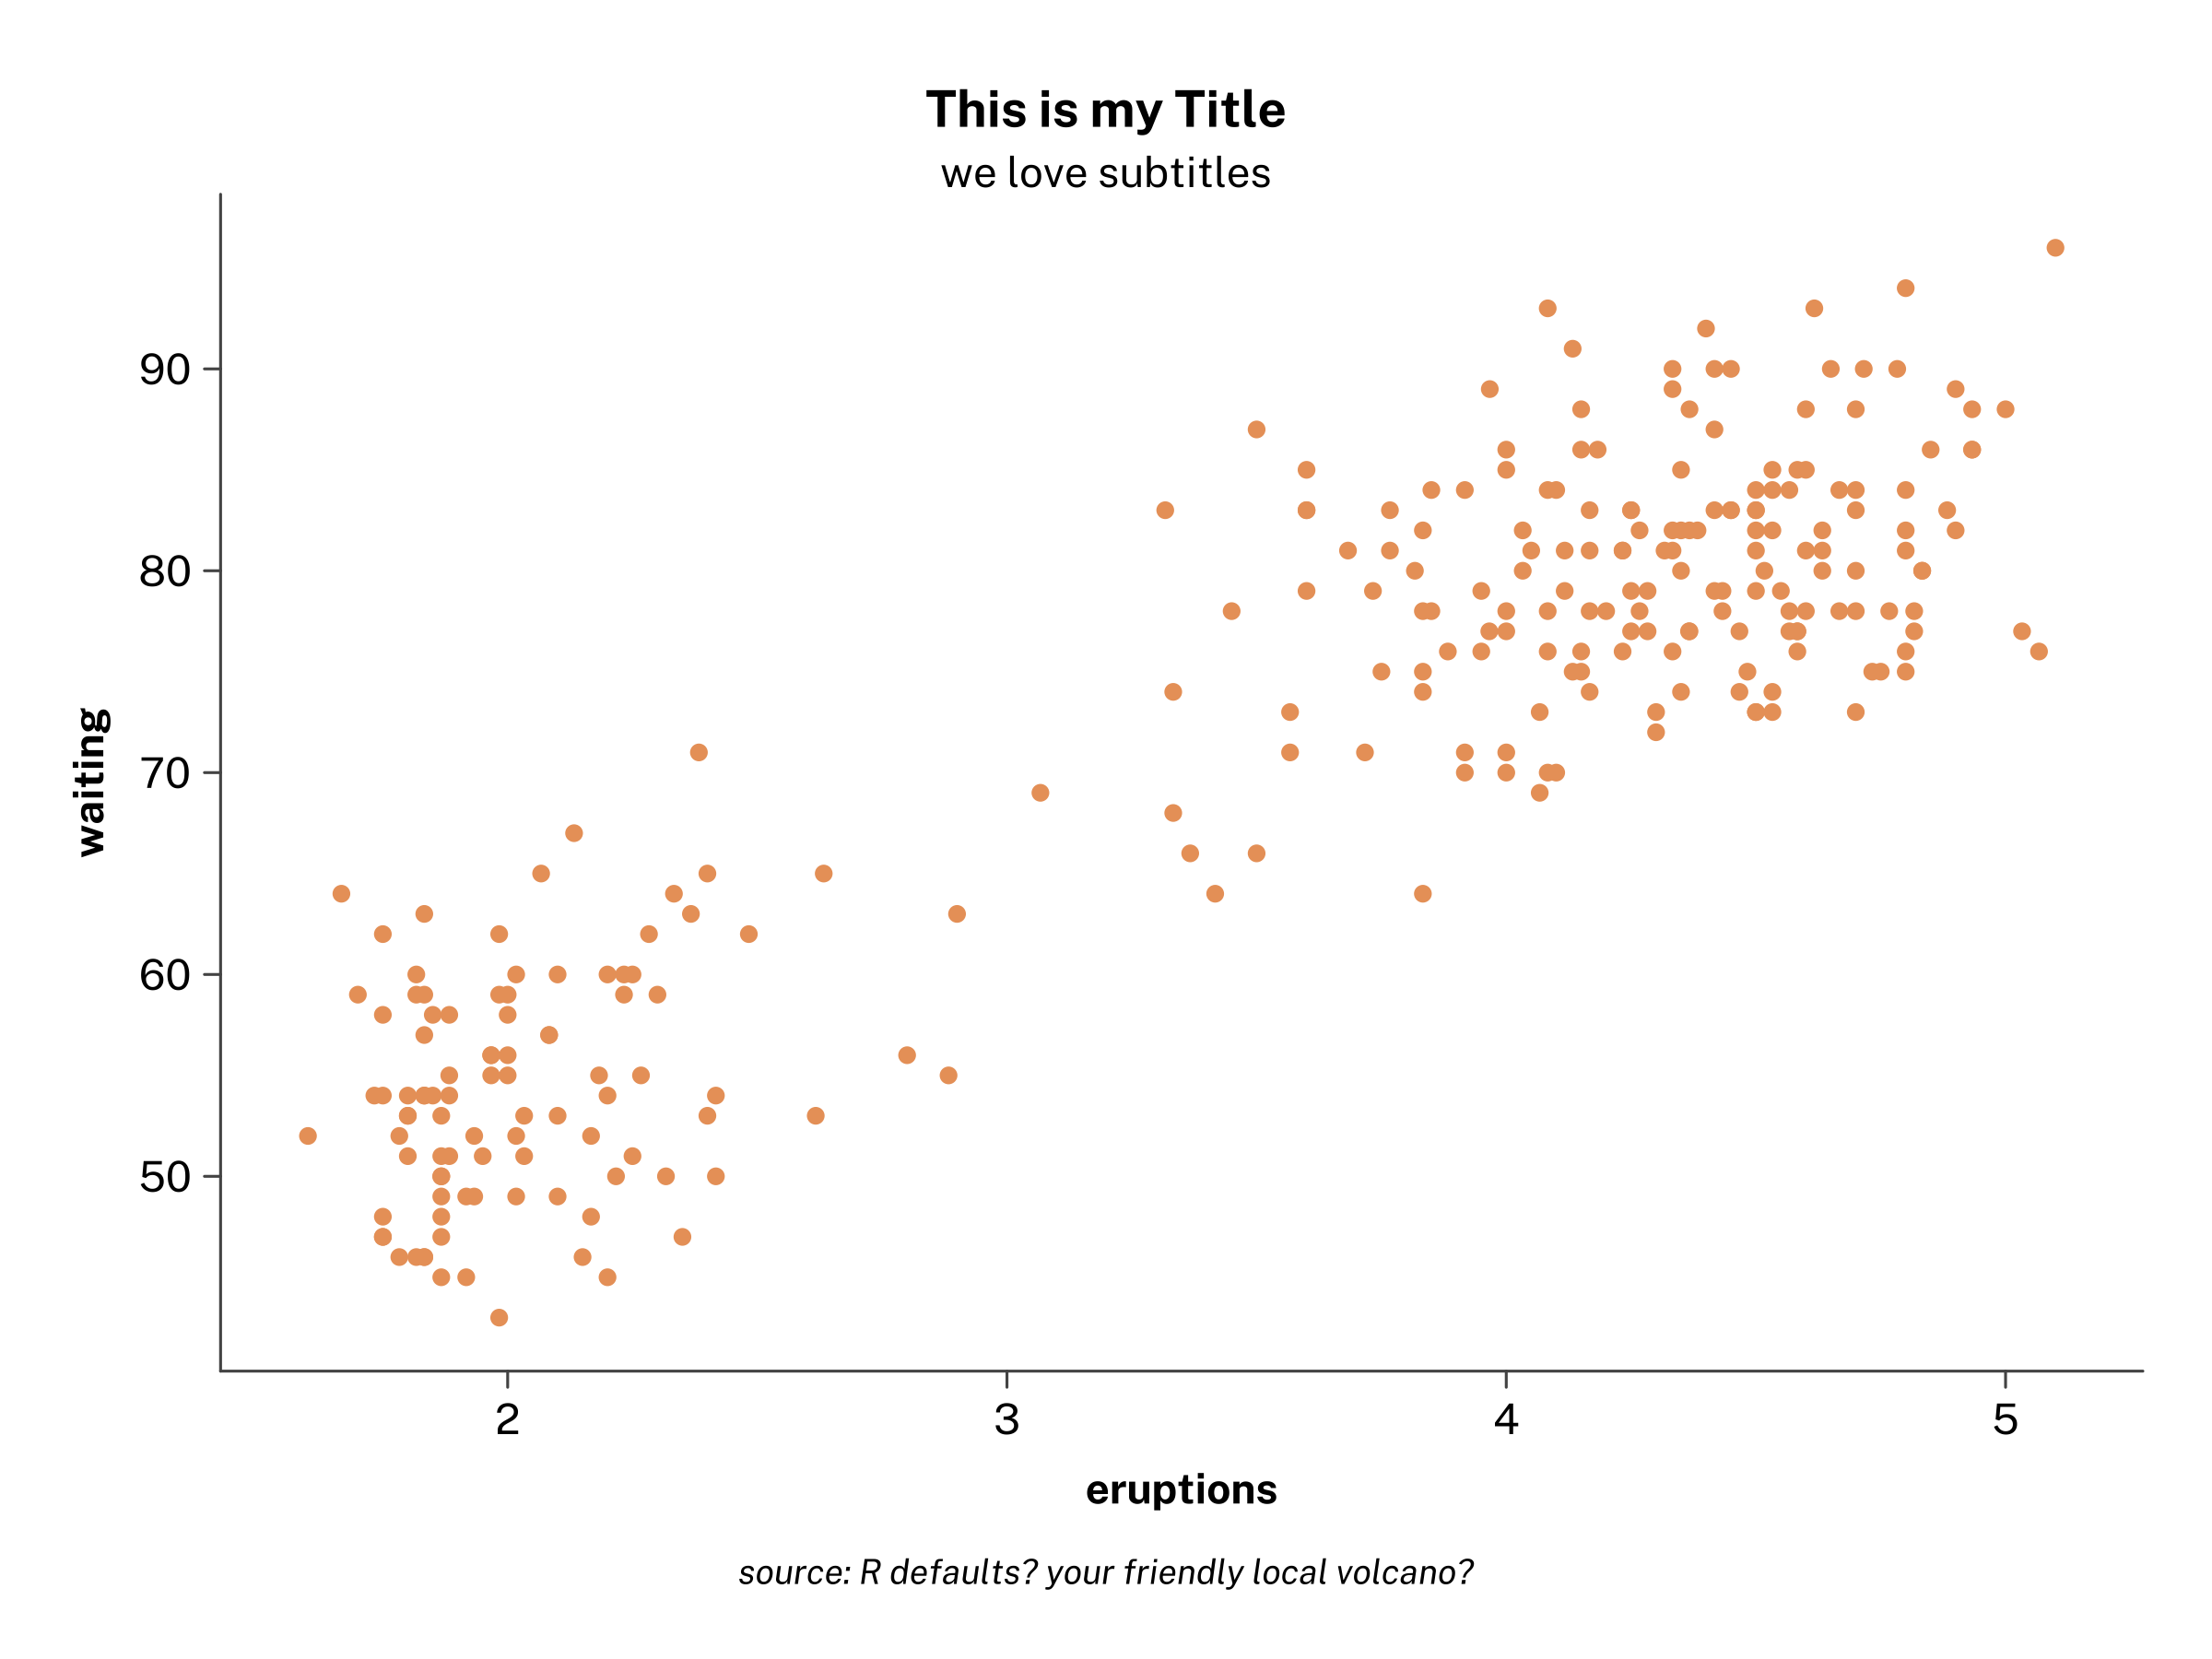 This is my Title
we love subtitles
90
80
70
60
50
waiting
2 3 4 5
eruptions
source: R defaults? your friendly local volcano?